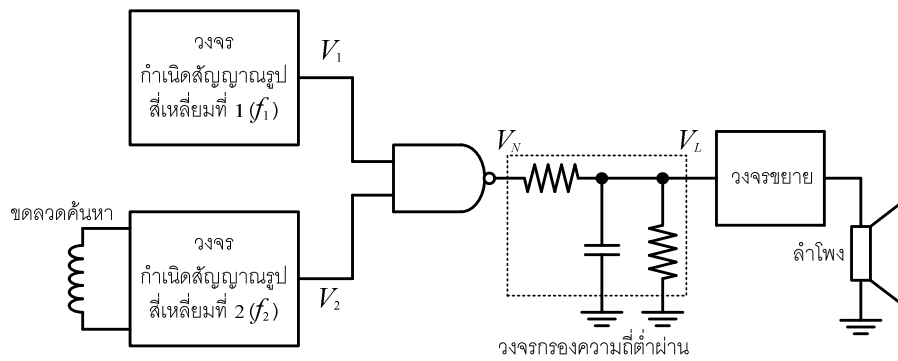 วงจร
กำเนิดสัญญาณรูป
สี่เหลี่ยมที่ 1 (f₁)
V₁
V_N
V_L
วงจรขยาย
ขดลวดค้นหา
วงจร
กำเนิดสัญญาณรูป
สี่เหลี่ยมที่ 2 (f₂)
V₂
ลำโพง
วงจรกรองความถี่ต่ำผ่าน